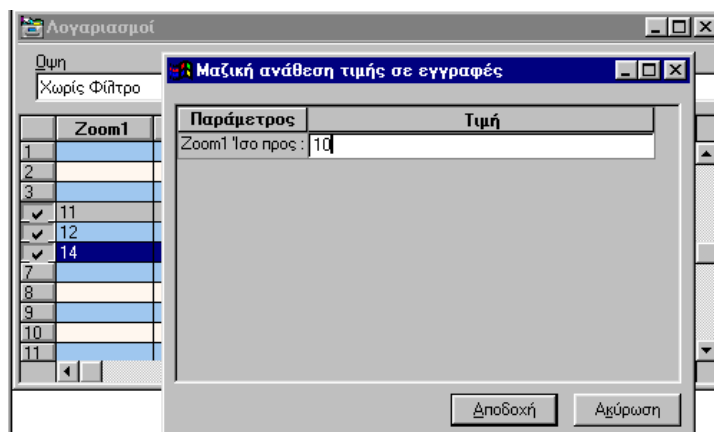 Λογαριασμοί
Οψη
Χωρίς Φίλτρο
Μαζική ανάθεση τιμής σε εγγραφές
Παράμετρος Τιμή
Zoom1 'Ισο προς : 10
Zoom1
1
2
3
11
12
14
7
8
9
10
11
Αποδοχή Ακύρωση